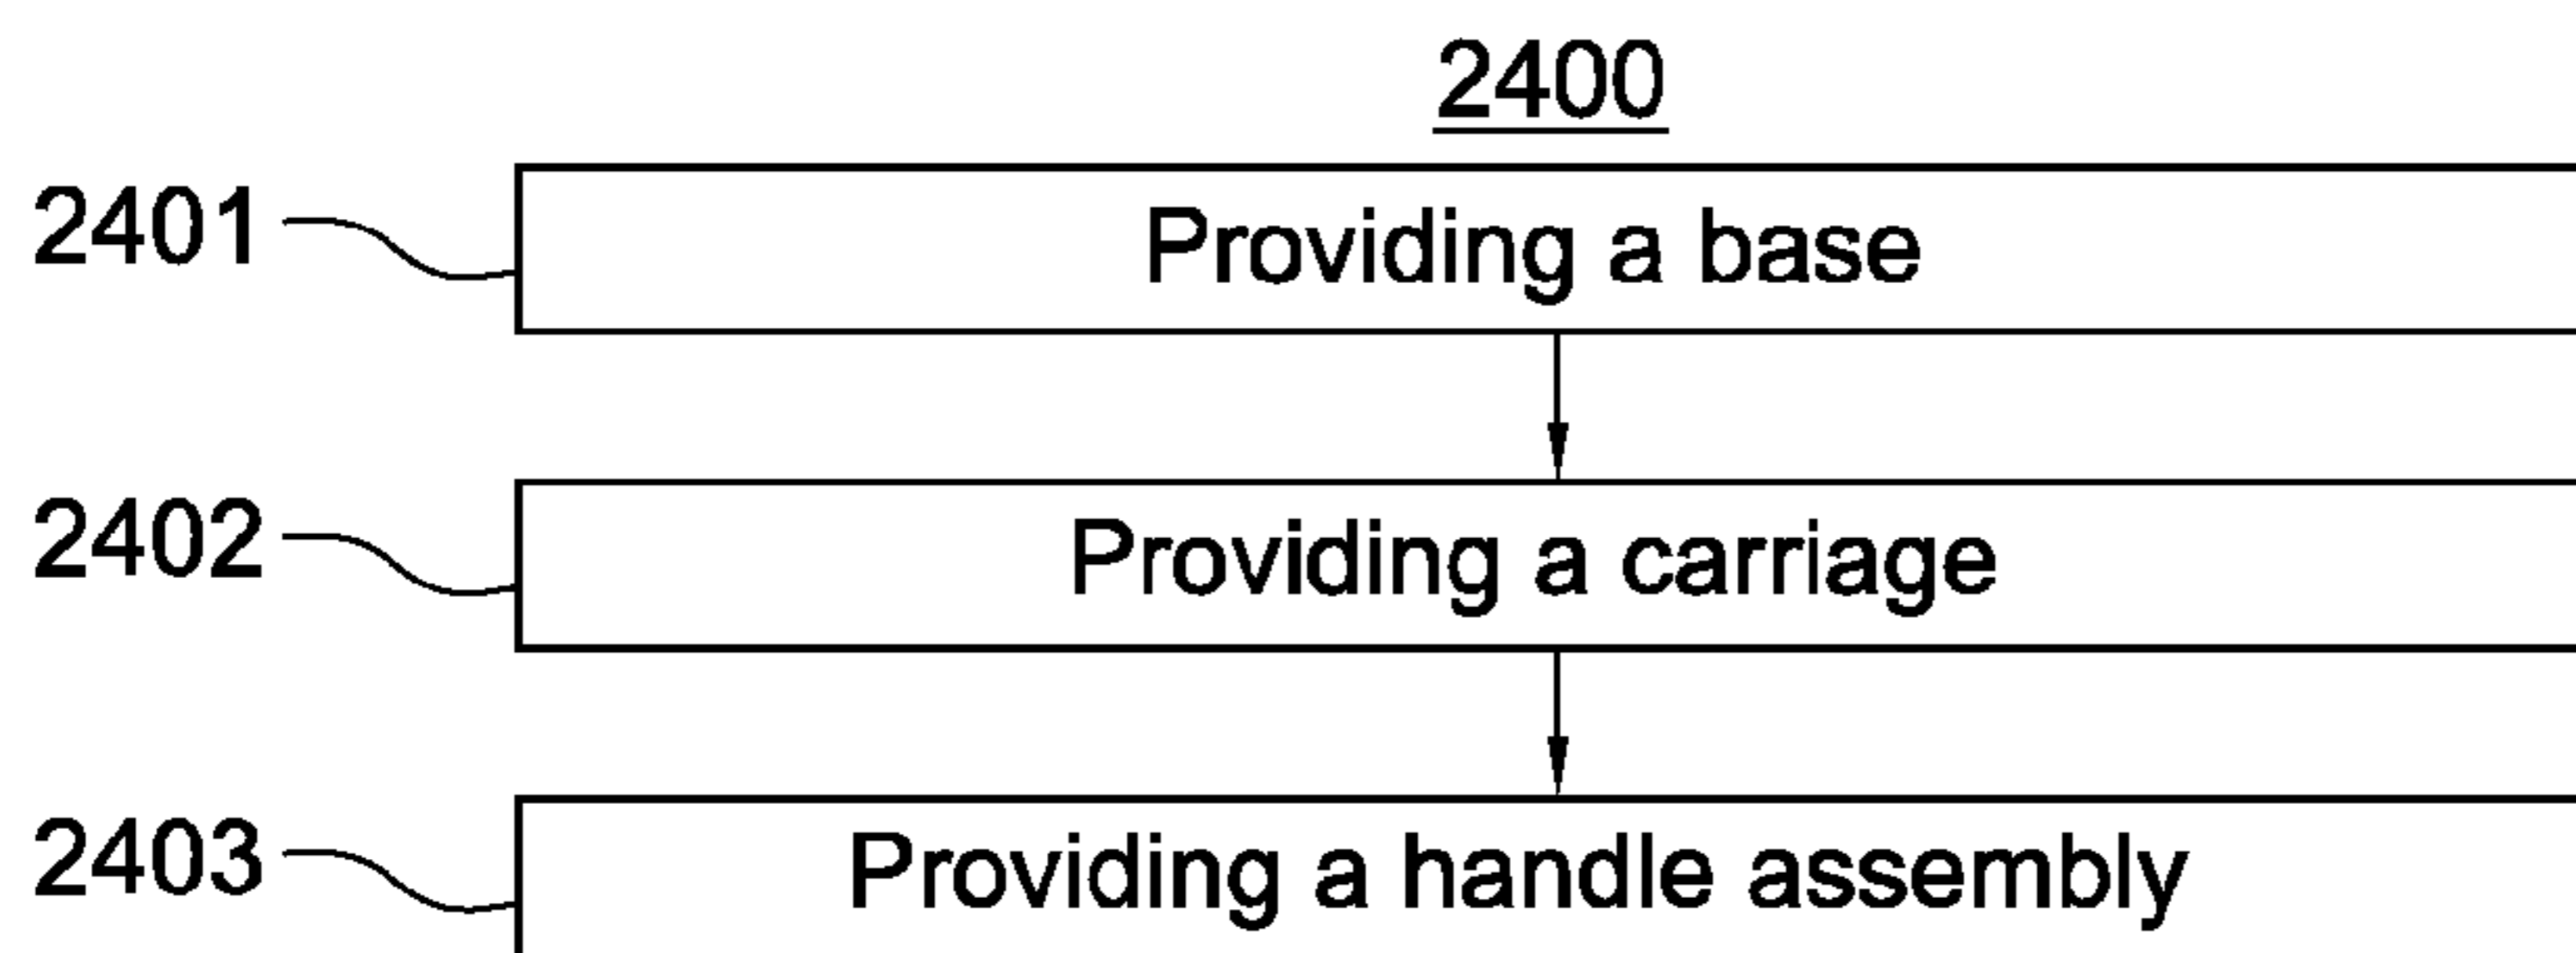 2400
2401 Providing a base
2402 Providing a carriage
2403 Providing a handle assembly